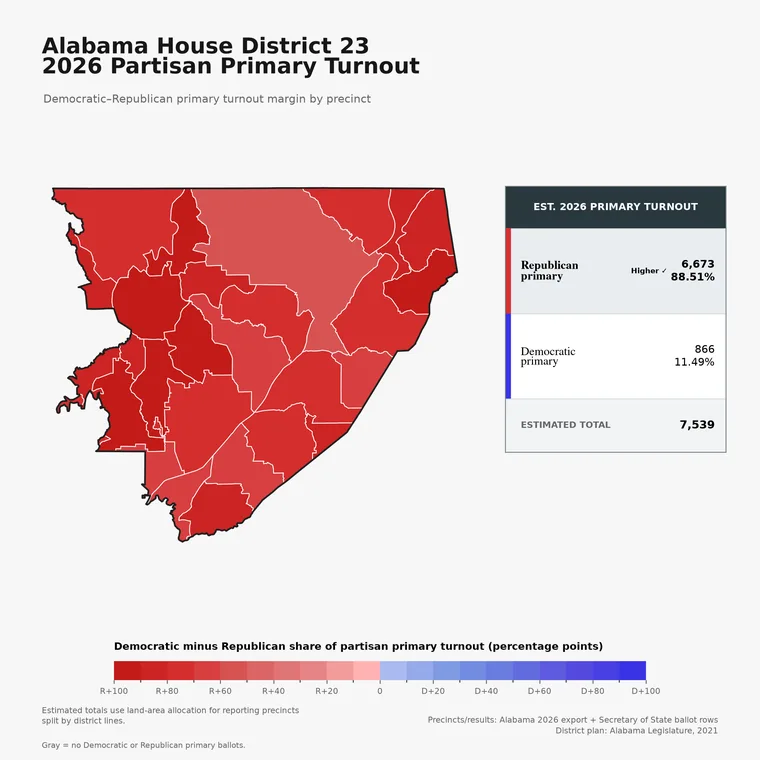 Alabama House District 23
2026 Partisan Primary Turnout
Democratic–Republican primary turnout margin by precinct
EST. 2026 PRIMARY TURNOUT
Republican
primary
Higher ✓
6,673
88.51%
Democratic
primary
866
11.49%
ESTIMATED TOTAL
7,539
Democratic minus Republican share of partisan primary turnout (percentage points)
R+100 R+80 R+60 R+40 R+20 0 D+20 D+40 D+60 D+80 D+100
Estimated totals use land-area allocation for reporting precincts
split by district lines.
Gray = no Democratic or Republican primary ballots.
Precincts/results: Alabama 2026 export + Secretary of State ballot rows
District plan: Alabama Legislature, 2021